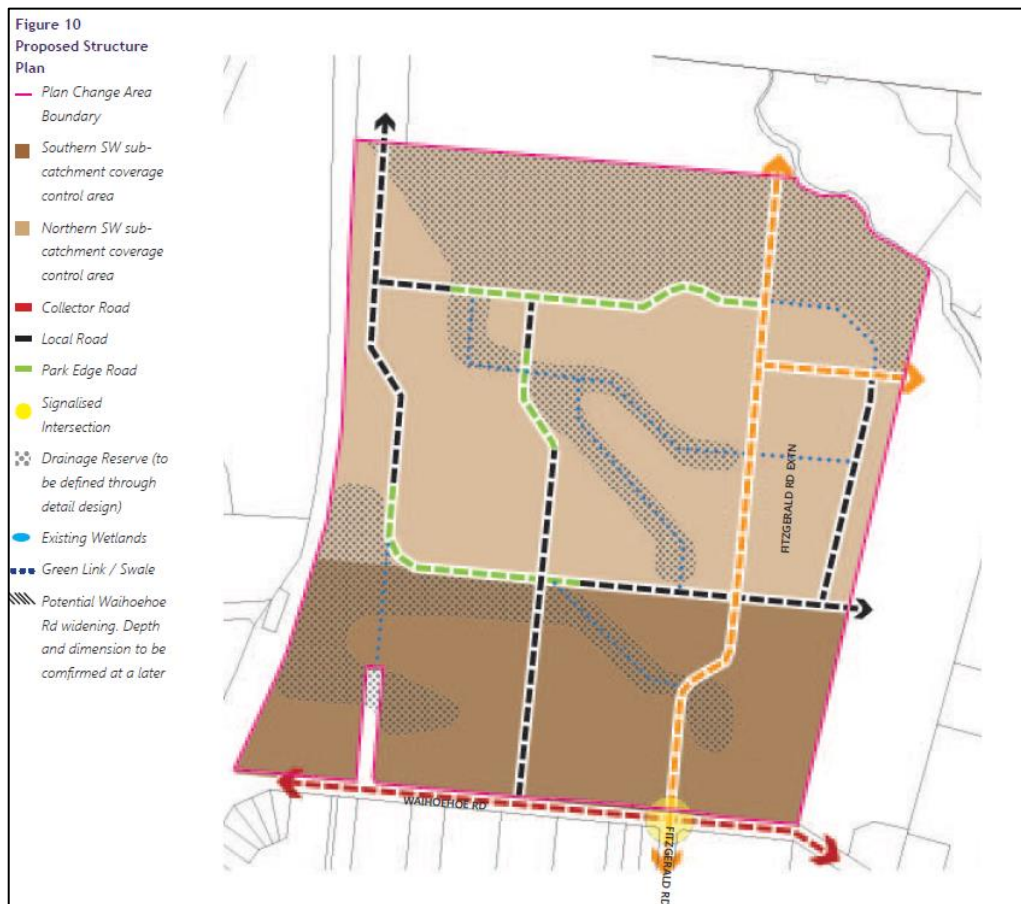 Figure 10
Proposed Structure
Plan
Plan Change Area
Boundary
Southern SW sub-
catchment coverage
control area
Northern SW sub-
catchment coverage
control area
Collector Road
Local Road
Park Edge Road
Signalised
Intersection
Drainage Reserve (to
be defined through
detail design)
Existing Wetlands
Green Link / Swale
Potential Waihoehoe
Rd widening. Depth
and dimension to be
comfirmed at a later
FITZGERALD RD EXTN
WAIHOEHOE RD
FITZGERALD RD